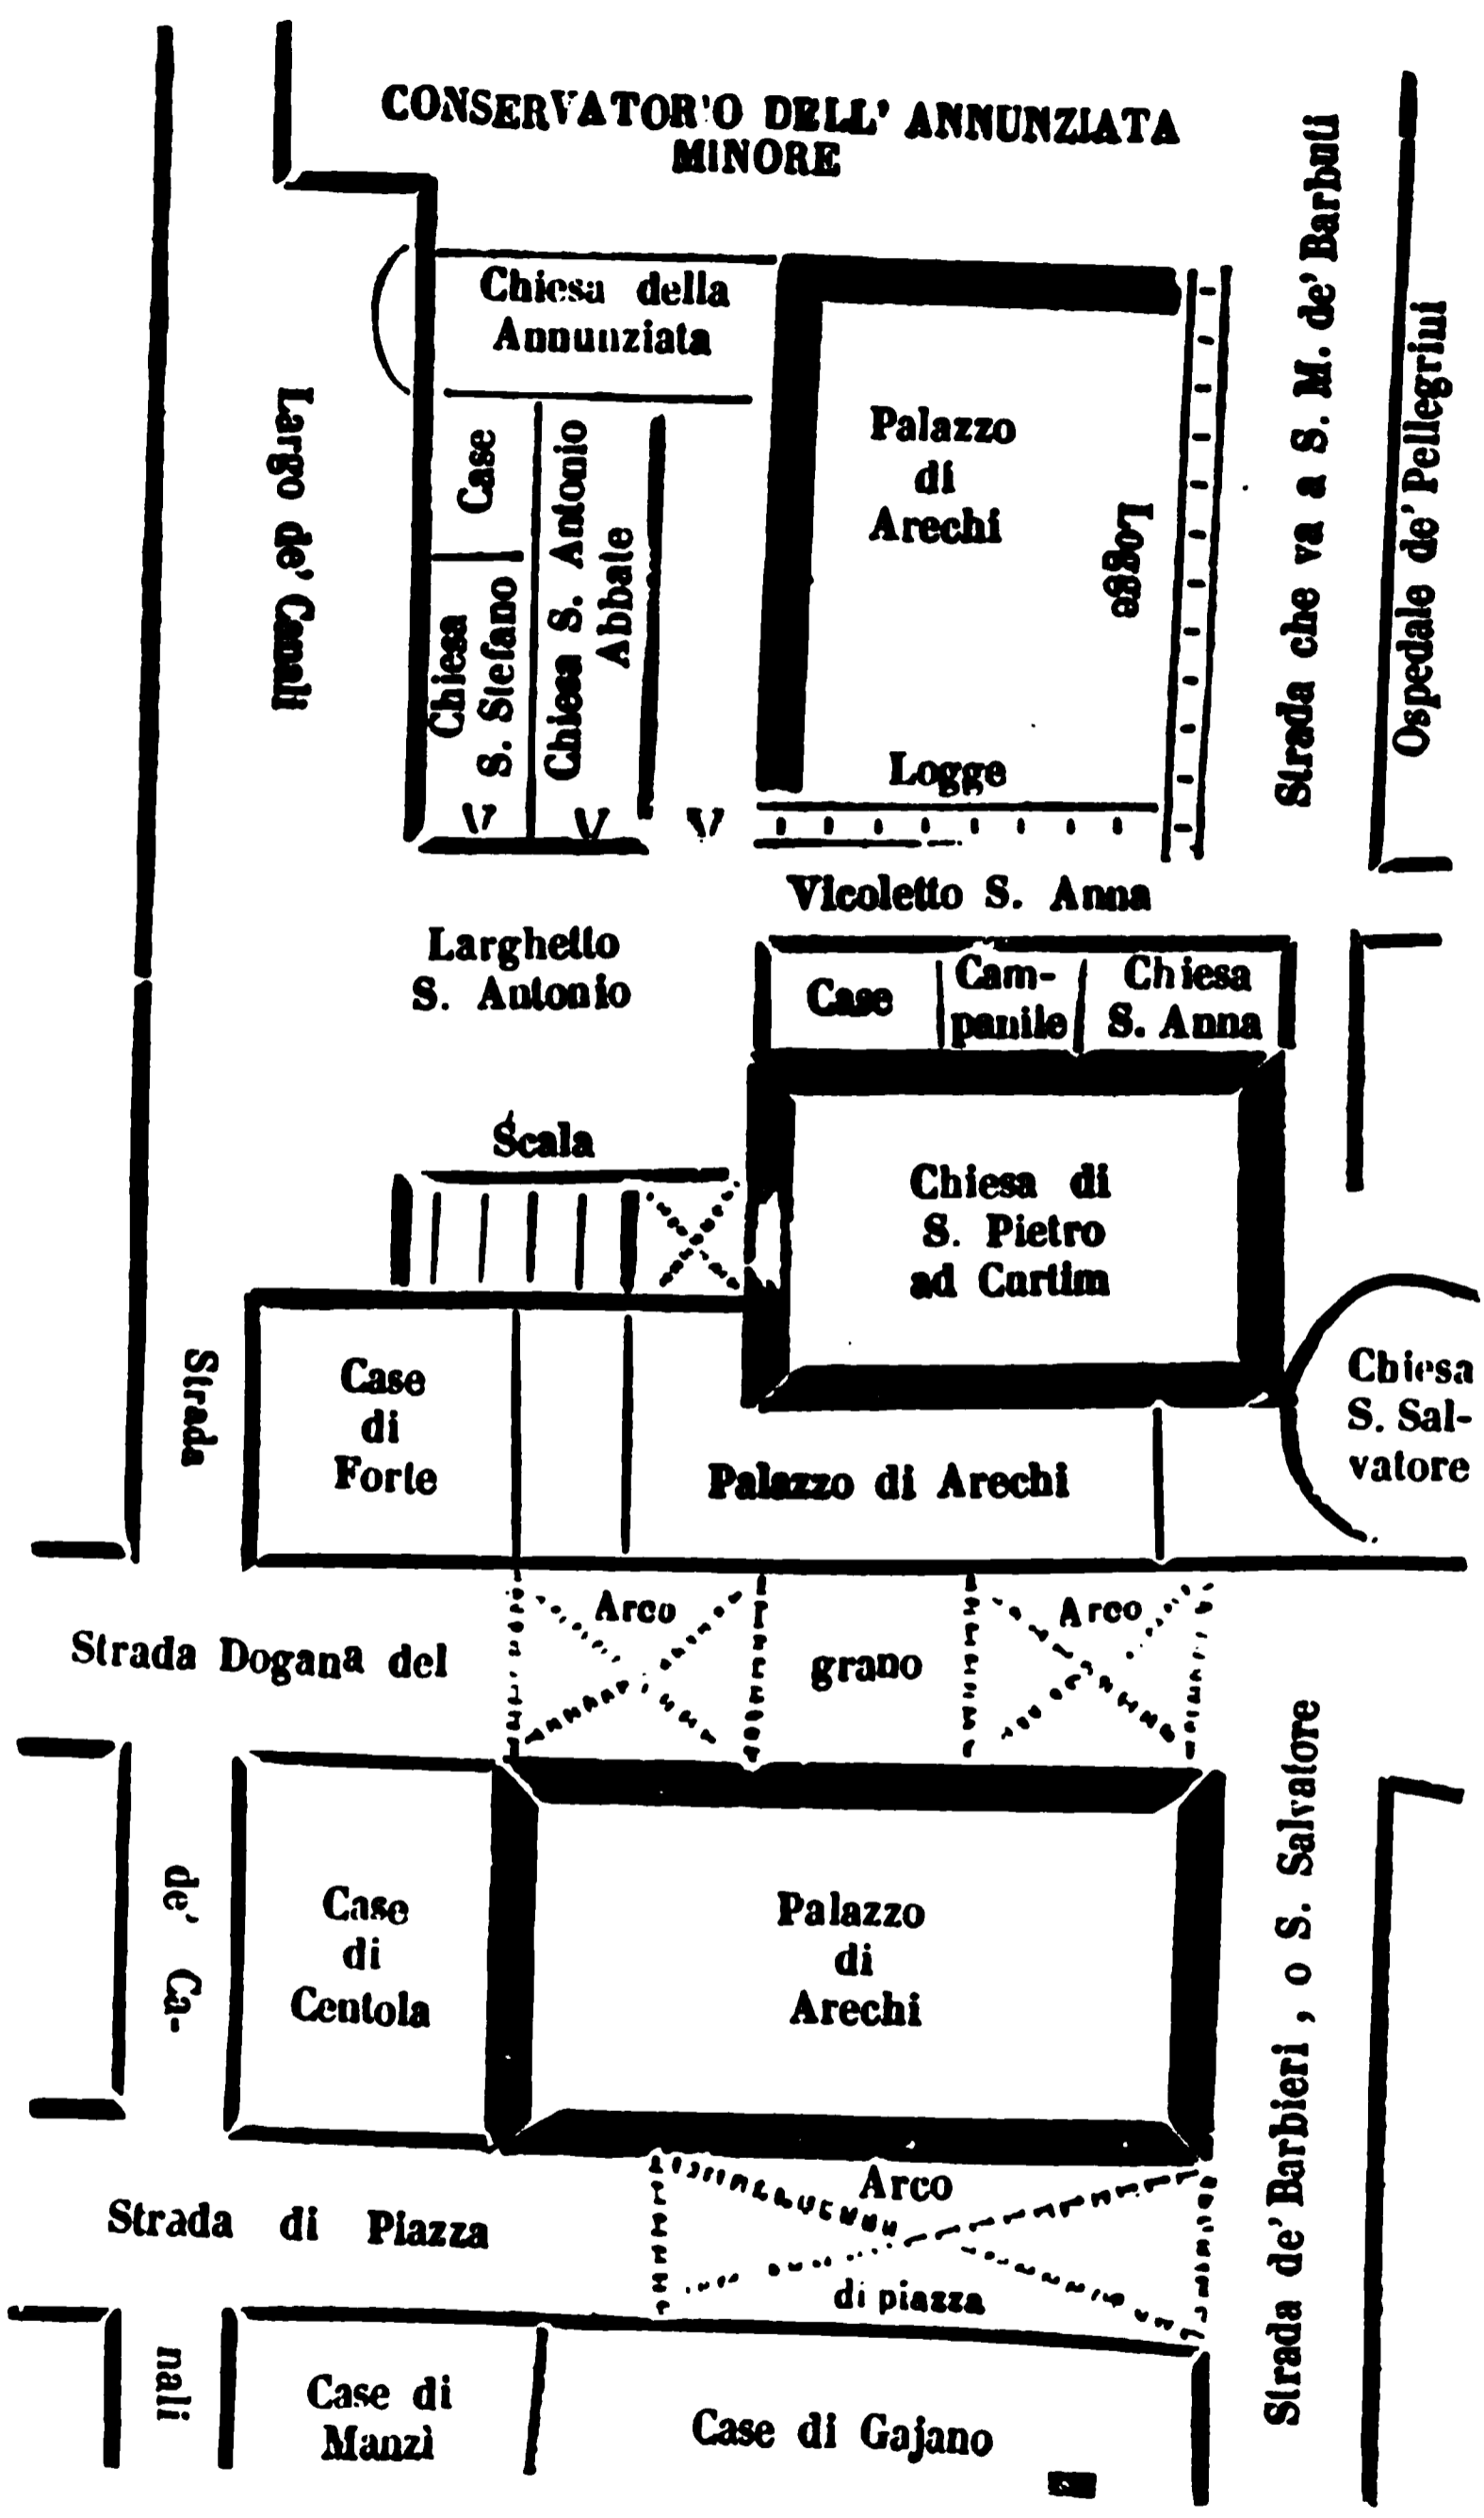 CONSERVATORIO DELL' ANNUNZIATA
MINORE
Chiesa della
Annunziata
Largo de' Canali
Case
Chiesa
S. Stefano
Chiesa S. Antonio
Abbate
Palazzo
di
Arechi
Logge
Logge
Strada che va a S. M. de' Barbuti
Ospedale de' Pellegrini
V V V
Vicoletto S. Anna
Larghello
S. Antonio
Case
Cam-
panile
Chiesa
S. Anna
Scala
Chiesa di
S. Pietro
ad Curtim
Strada
Case
di
Forte
Palazzo di Arechi
Chiesa
S. Sal-
vatore
Strada Dogana del grano
Arco
Arco
de' Ca-
Case
di
Centola
Palazzo
di
Arechi
Strada de' Barbieri, o S. Salvatore
Strada di Piazza
Arco
di piazza
nali
Case di
Manzi
Case di Gajano